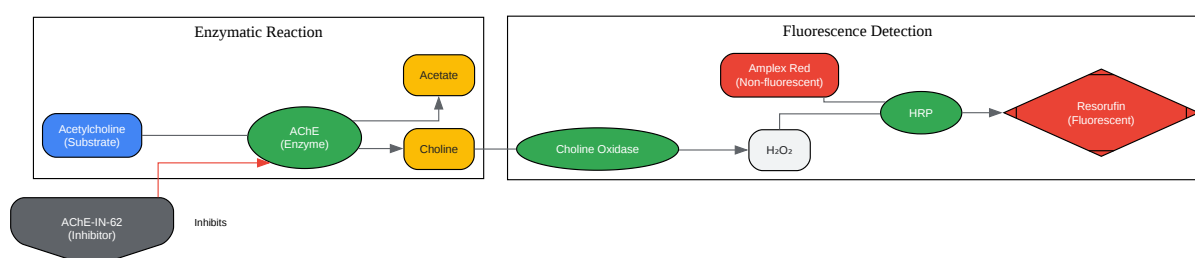 Enzymatic Reaction
Fluorescence Detection
Acetate
Amplex Red
(Non-fluorescent)
Acetylcholine
(Substrate)
AChE
(Enzyme)
HRP
Resorufin
(Fluorescent)
Choline
Choline Oxidase
H₂O₂
AChE-IN-62
(Inhibitor)
Inhibits